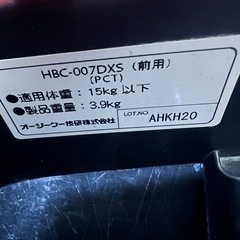 HBC-007DXS (前用)
(PCT)
●適用体重：15kg 以下
●製品重量：3.9kg
オージーケー技研株式会社
LOT.NO
AHKH20